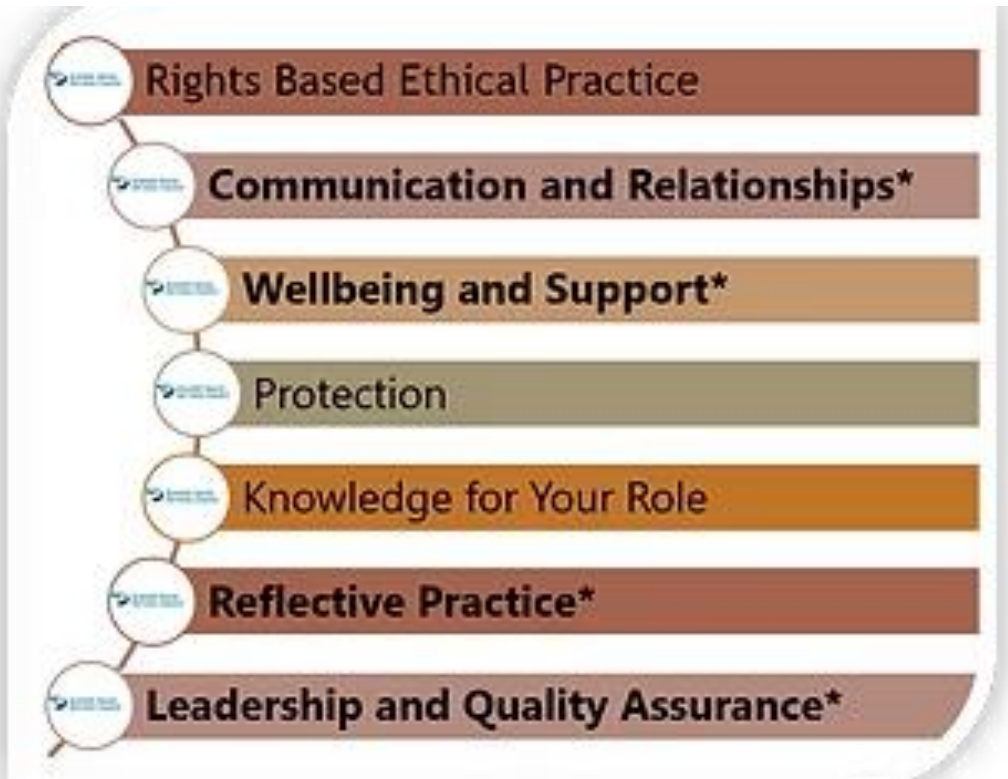 Rights Based Ethical Practice
Communication and Relationships*
Wellbeing and Support*
Protection
Knowledge for Your Role
Reflective Practice*
Leadership and Quality Assurance*